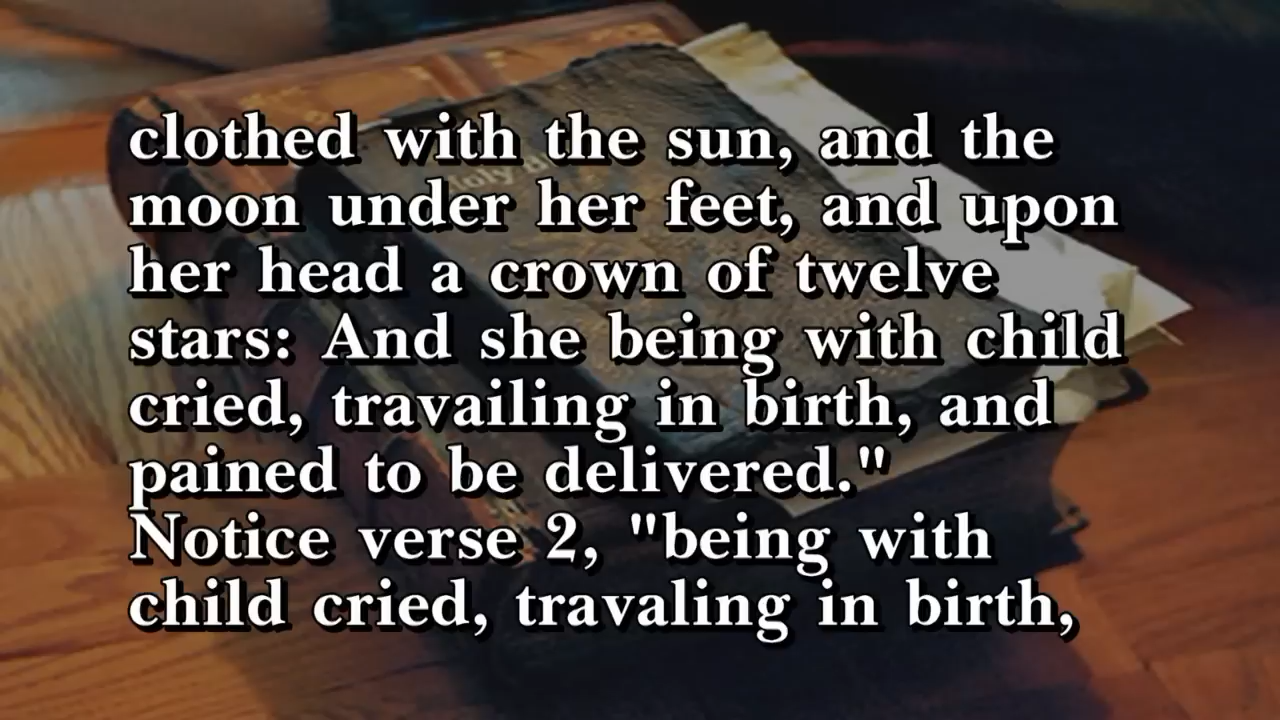 clothed with the sun, and the
moon under her feet, and upon
her head a crown of twelve
stars: And she being with child
cried, travailing in birth, and
pained to be delivered."
Notice verse 2, "being with
child cried, travaling in birth,
Holy